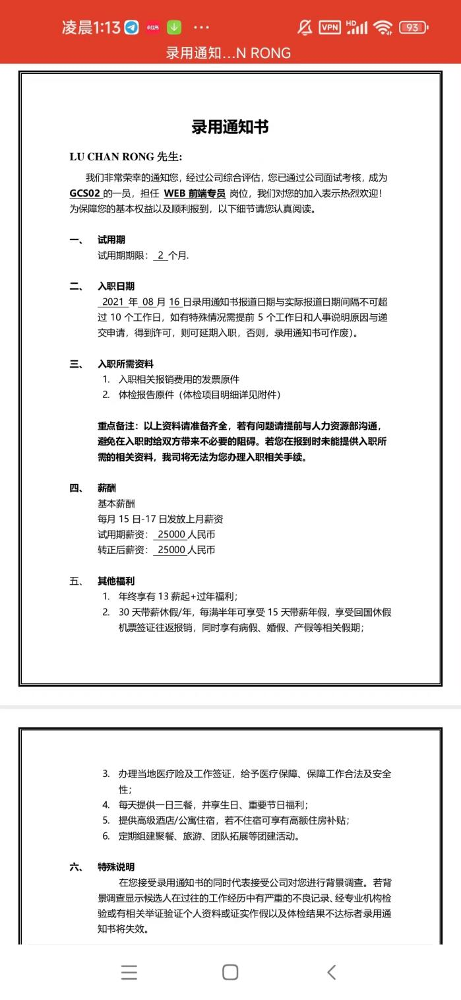 凌晨1:13 小红书 ... VPN HD 93
录用通知...N RONG
录用通知书
LU CHAN RONG 先生:
我们非常荣幸的通知您，经过公司综合评估，您已通过公司面试考核，成为
GCS02 的一员，担任 WEB 前端专员 岗位，我们对您的加入表示热烈欢迎！
为保障您的基本权益以及顺利报到，以下细节请您认真阅读。
一、 试用期
试用期期限： 2 个月.
二、 入职日期
2021 年 08 月 16 日录用通知书报道日期与实际报道日期间隔不可超
过 10 个工作日，如有特殊情况需提前 5 个工作日和人事说明原因与递
交申请，得到许可，则可延期入职，否则，录用通知书可作废）。
三、 入职所需资料
1. 入职相关报销费用的发票原件
2. 体检报告原件（体检项目明细详见附件）
重点备注：以上资料请准备齐全，若有问题请提前与人力资源部沟通，
避免在入职时给双方带来不必要的阻碍。若您在报到时未能提供入职所
需的相关资料，我司将无法为您办理入职相关手续。
四、 薪酬
基本薪酬
每月 15 日-17 日发放上月薪资
试用期薪资： 25000 人民币
转正后薪资： 25000 人民币
五、 其他福利
1. 年终享有 13 薪起+过年福利；
2. 30 天带薪休假/年，每满半年可享受 15 天带薪年假，享受回国休假
机票签证往返报销，同时享有病假、婚假、产假等相关假期；
3. 办理当地医疗险及工作签证，给予医疗保障、保障工作合法及安全
性；
4. 每天提供一日三餐，并享生日、重要节日福利；
5. 提供高级酒店/公寓住宿，若不住宿可享有高额住房补贴；
6. 定期组建聚餐、旅游、团队拓展等团建活动。
六、 特殊说明
在您接受录用通知书的同时代表接受公司对您进行背景调查。若背
景调查显示候选人在过往的工作经历中有严重的不良记录、经专业机构检
验或有相关举证验证个人资料或证实作假以及体检结果不达标者录用通
知书将失效。